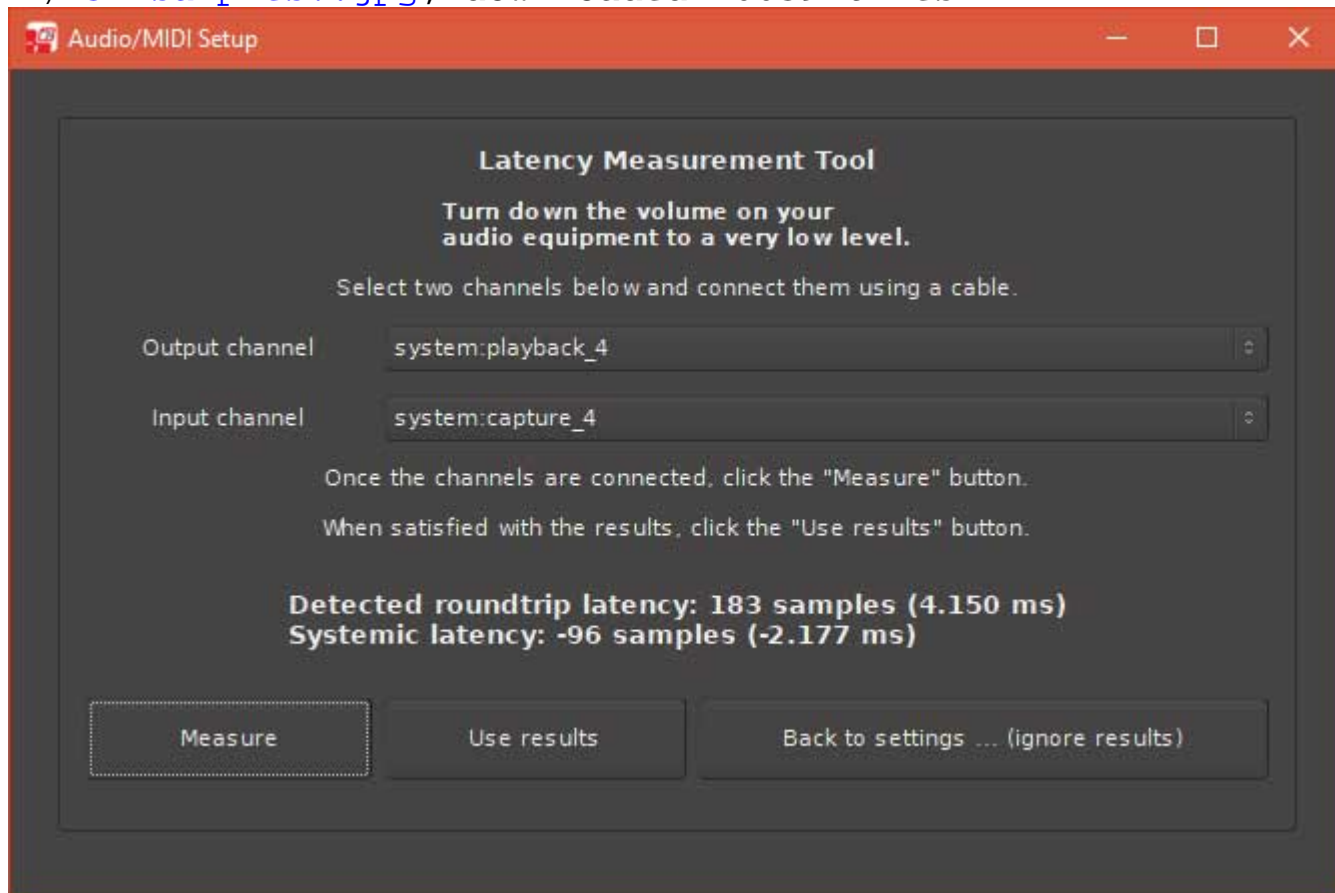 Audio/MIDI Setup
Latency Measurement Tool
Turn down the volume on your
audio equipment to a very low level.
Select two channels below and connect them using a cable.
Output channel system:playback_4
Input channel system:capture_4
Once the channels are connected, click the "Measure" button.
When satisfied with the results, click the "Use results" button.
Detected roundtrip latency: 183 samples (4.150 ms)
Systemic latency: -96 samples (-2.177 ms)
Measure Use results Back to settings ... (ignore results)